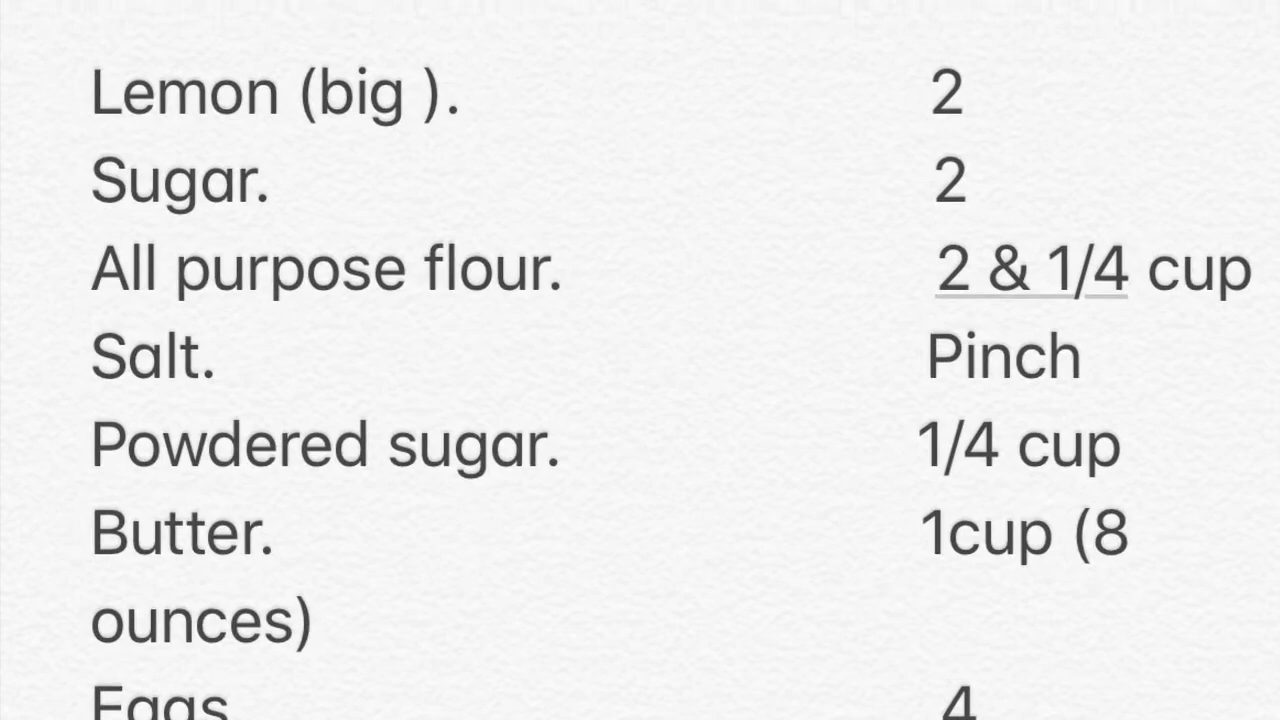 Lemon (big ). 2
Sugar. 2
All purpose flour. 2 & 1/4 cup
Salt. Pinch
Powdered sugar. 1/4 cup
Butter. 1cup (8
ounces)
Eggs. 4